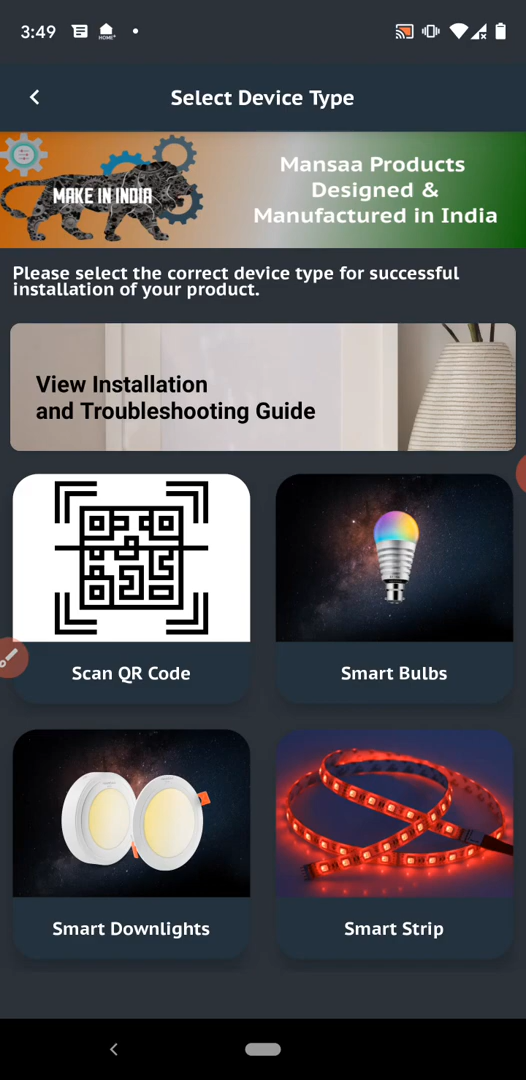 3:49
HOME+
Select Device Type
MAKE IN INDIA
Mansaa Products
Designed &
Manufactured in India
Please select the correct device type for successful
installation of your product.
View Installation
and Troubleshooting Guide
Scan QR Code
Smart Bulbs
Smart Downlights
Smart Strip